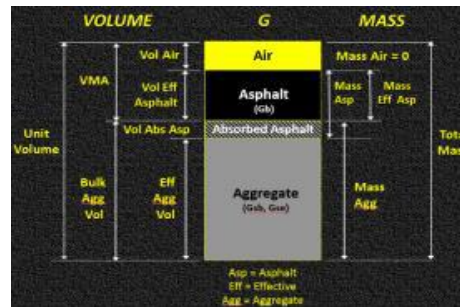 VOLUME G MASS
Vol Air
Air
Mass Air = 0
VMA
Vol Eff
Asphalt
Asphalt
(Gb)
Mass
Asp
Mass
Eff Asp
Vol Abs Asp
Absorbed Asphalt
Unit
Volume
Total
Mass
Bulk
Agg
Vol
Eff
Agg
Vol
Aggregate
(Gsb, Gse)
Mass
Agg
Asp = Asphalt
Eff = Effective
Agg = Aggregate